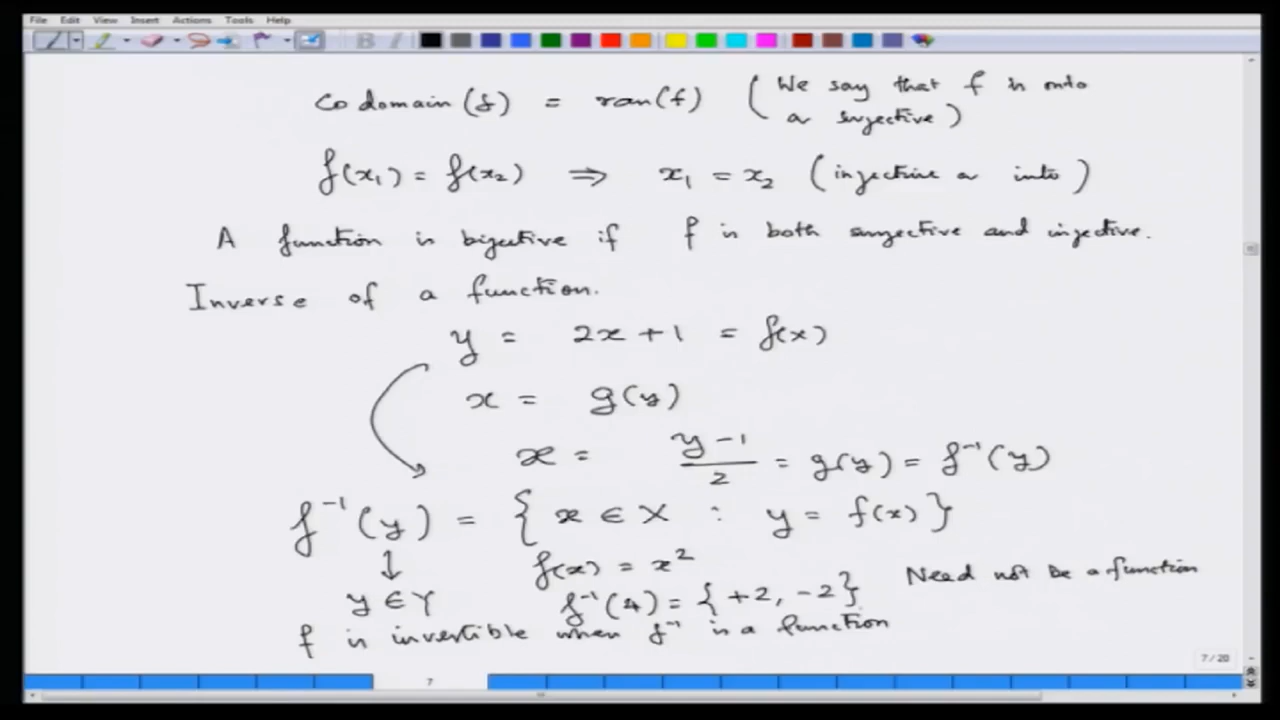 File Edit View Insert Actions Tools Help
Co domain (f) = ran(f) (We say that f is onto
or surjective)
f(x₁) = f(x₂) ⇒ x₁ = x₂ (injective or into)
A function is bijective if f is both surjective and injective.
Inverse of a function.
y = 2x + 1 = f(x)
x = g(y)
x = (y - 1)/2 = g(y) = f⁻¹(y)
f⁻¹(y) = { x ∈ X : y = f(x) }
↓ f(x) = x² Need not be a function
y ∈ Y f⁻¹(4) = { +2, -2 }
f is invertible when f⁻¹ is a function
7 / 20
7